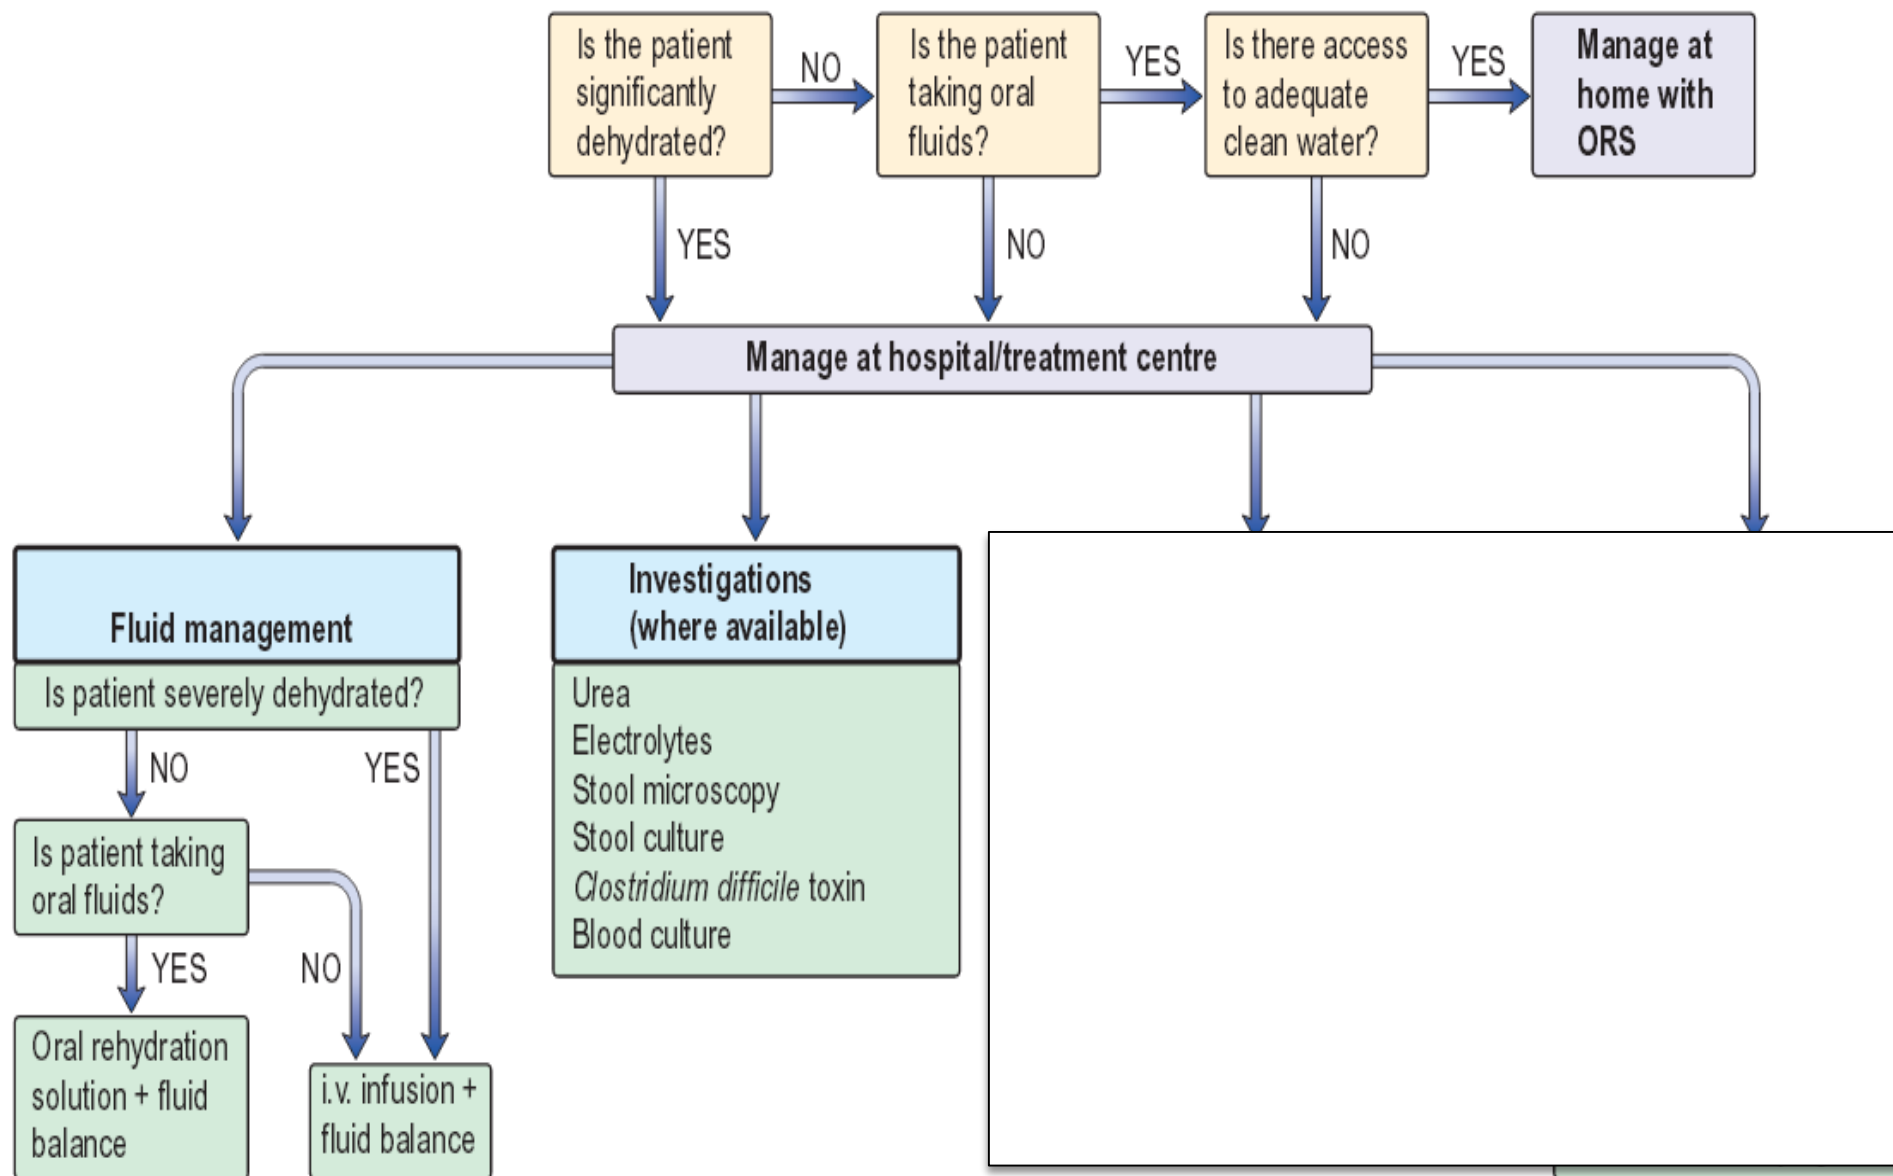 Is the patient
significantly
dehydrated?
NO
Is the patient
taking oral
fluids?
YES
Is there access
to adequate
clean water?
YES
Manage at
home with
ORS
YES
NO
NO
Manage at hospital/treatment centre
Fluid management
Is patient severely dehydrated?
NO
YES
Is patient taking
oral fluids?
YES
NO
Oral rehydration
solution + fluid
balance
i.v. infusion +
fluid balance
Investigations
(where available)
Urea
Electrolytes
Stool microscopy
Stool culture
Clostridium difficile toxin
Blood culture